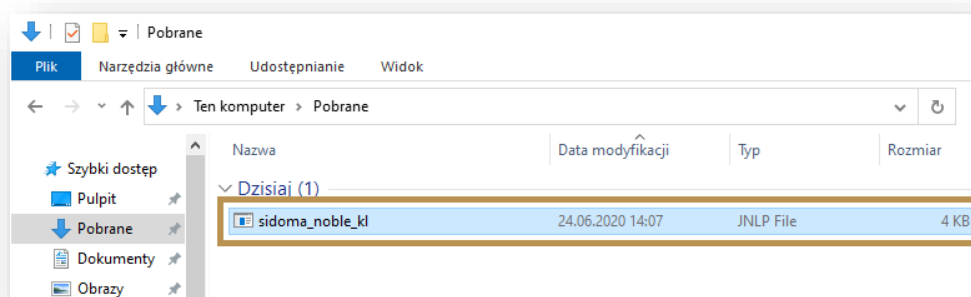 Pobrane
Plik Narzędzia główne Udostępnianie Widok
Ten komputer > Pobrane
Nazwa Data modyfikacji Typ Rozmiar
Szybki dostęp
Dzisiaj (1)
Pulpit
sidoma_noble_kl 24.06.2020 14:07 JNLP File 4 KB
Pobrane
Dokumenty
Obrazy